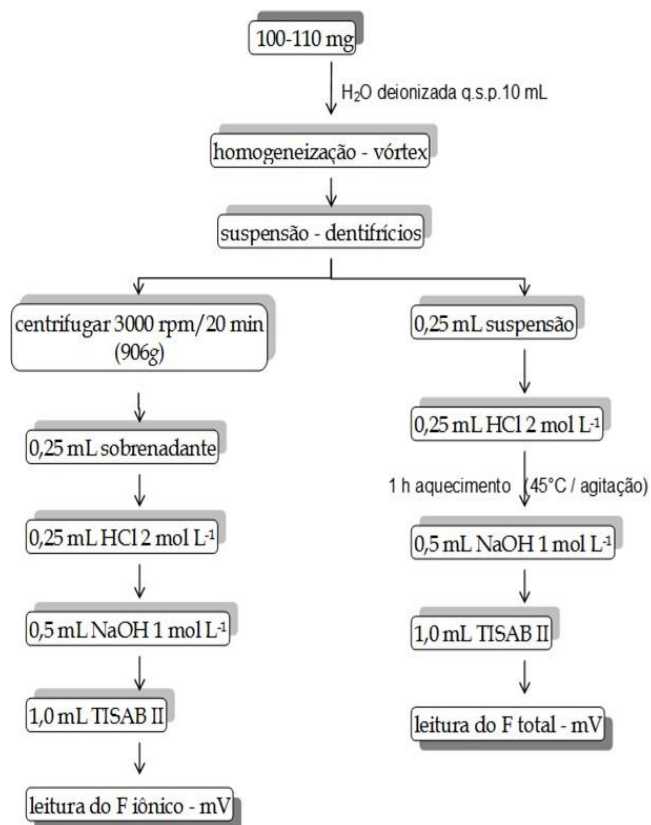 100-110 mg
H₂O deionizada q.s.p.10 mL
homogeneização - vórtex
suspensão - dentifrícios
centrifugar 3000 rpm/20 min
(906g)
0,25 mL sobrenadante
0,25 mL HCl 2 mol L⁻¹
0,5 mL NaOH 1 mol L⁻¹
1,0 mL TISAB II
leitura do F iônico - mV
0,25 mL suspensão
0,25 mL HCl 2 mol L⁻¹
1 h aquecimento (45°C / agitação)
0,5 mL NaOH 1 mol L⁻¹
1,0 mL TISAB II
leitura do F total - mV